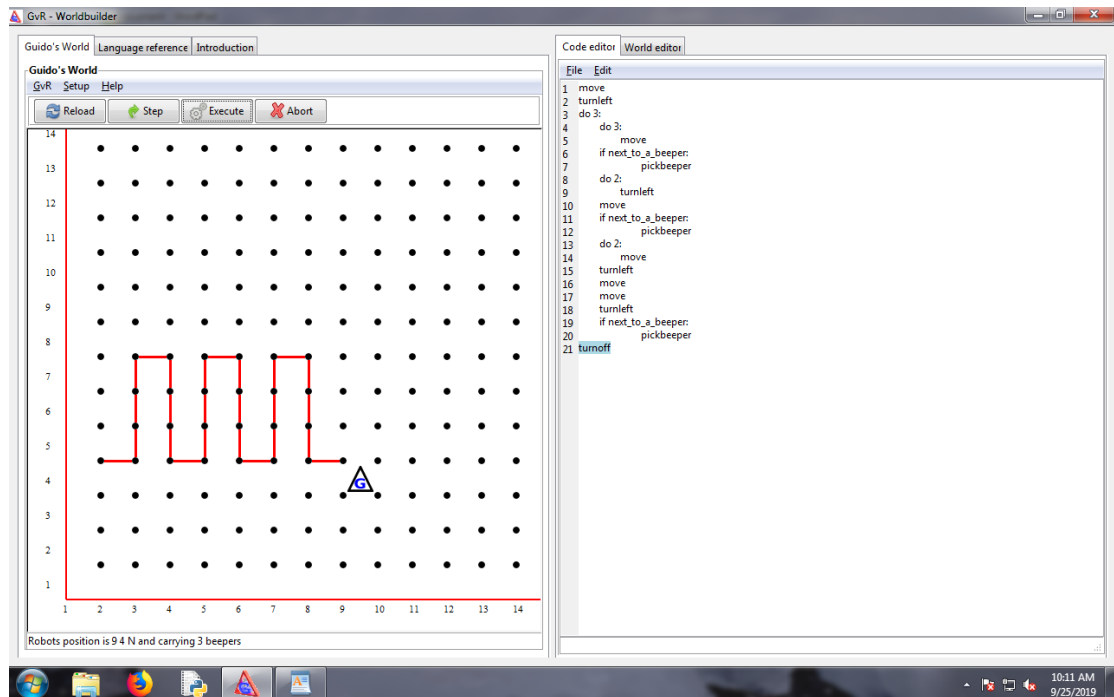 GvR - Worldbuilder
Guido's World Language reference Introduction
Guido's World
GvR Setup Help
Reload Step Execute Abort
14
13
12
11
10
9
8
7
6
5
4
G
3
2
1
1 2 3 4 5 6 7 8 9 10 11 12 13 14
Robots position is 9 4 N and carrying 3 beepers
Code editor World editor
File Edit
1 move
2 turnleft
3 do 3:
4 do 3:
5 move
6 if next_to_a_beeper:
7 pickbeeper
8 do 2:
9 turnleft
10 move
11 if next_to_a_beeper:
12 pickbeeper
13 do 2:
14 move
15 turnleft
16 move
17 move
18 turnleft
19 if next_to_a_beeper:
20 pickbeeper
21 turnoff
10:11 AM
9/25/2019